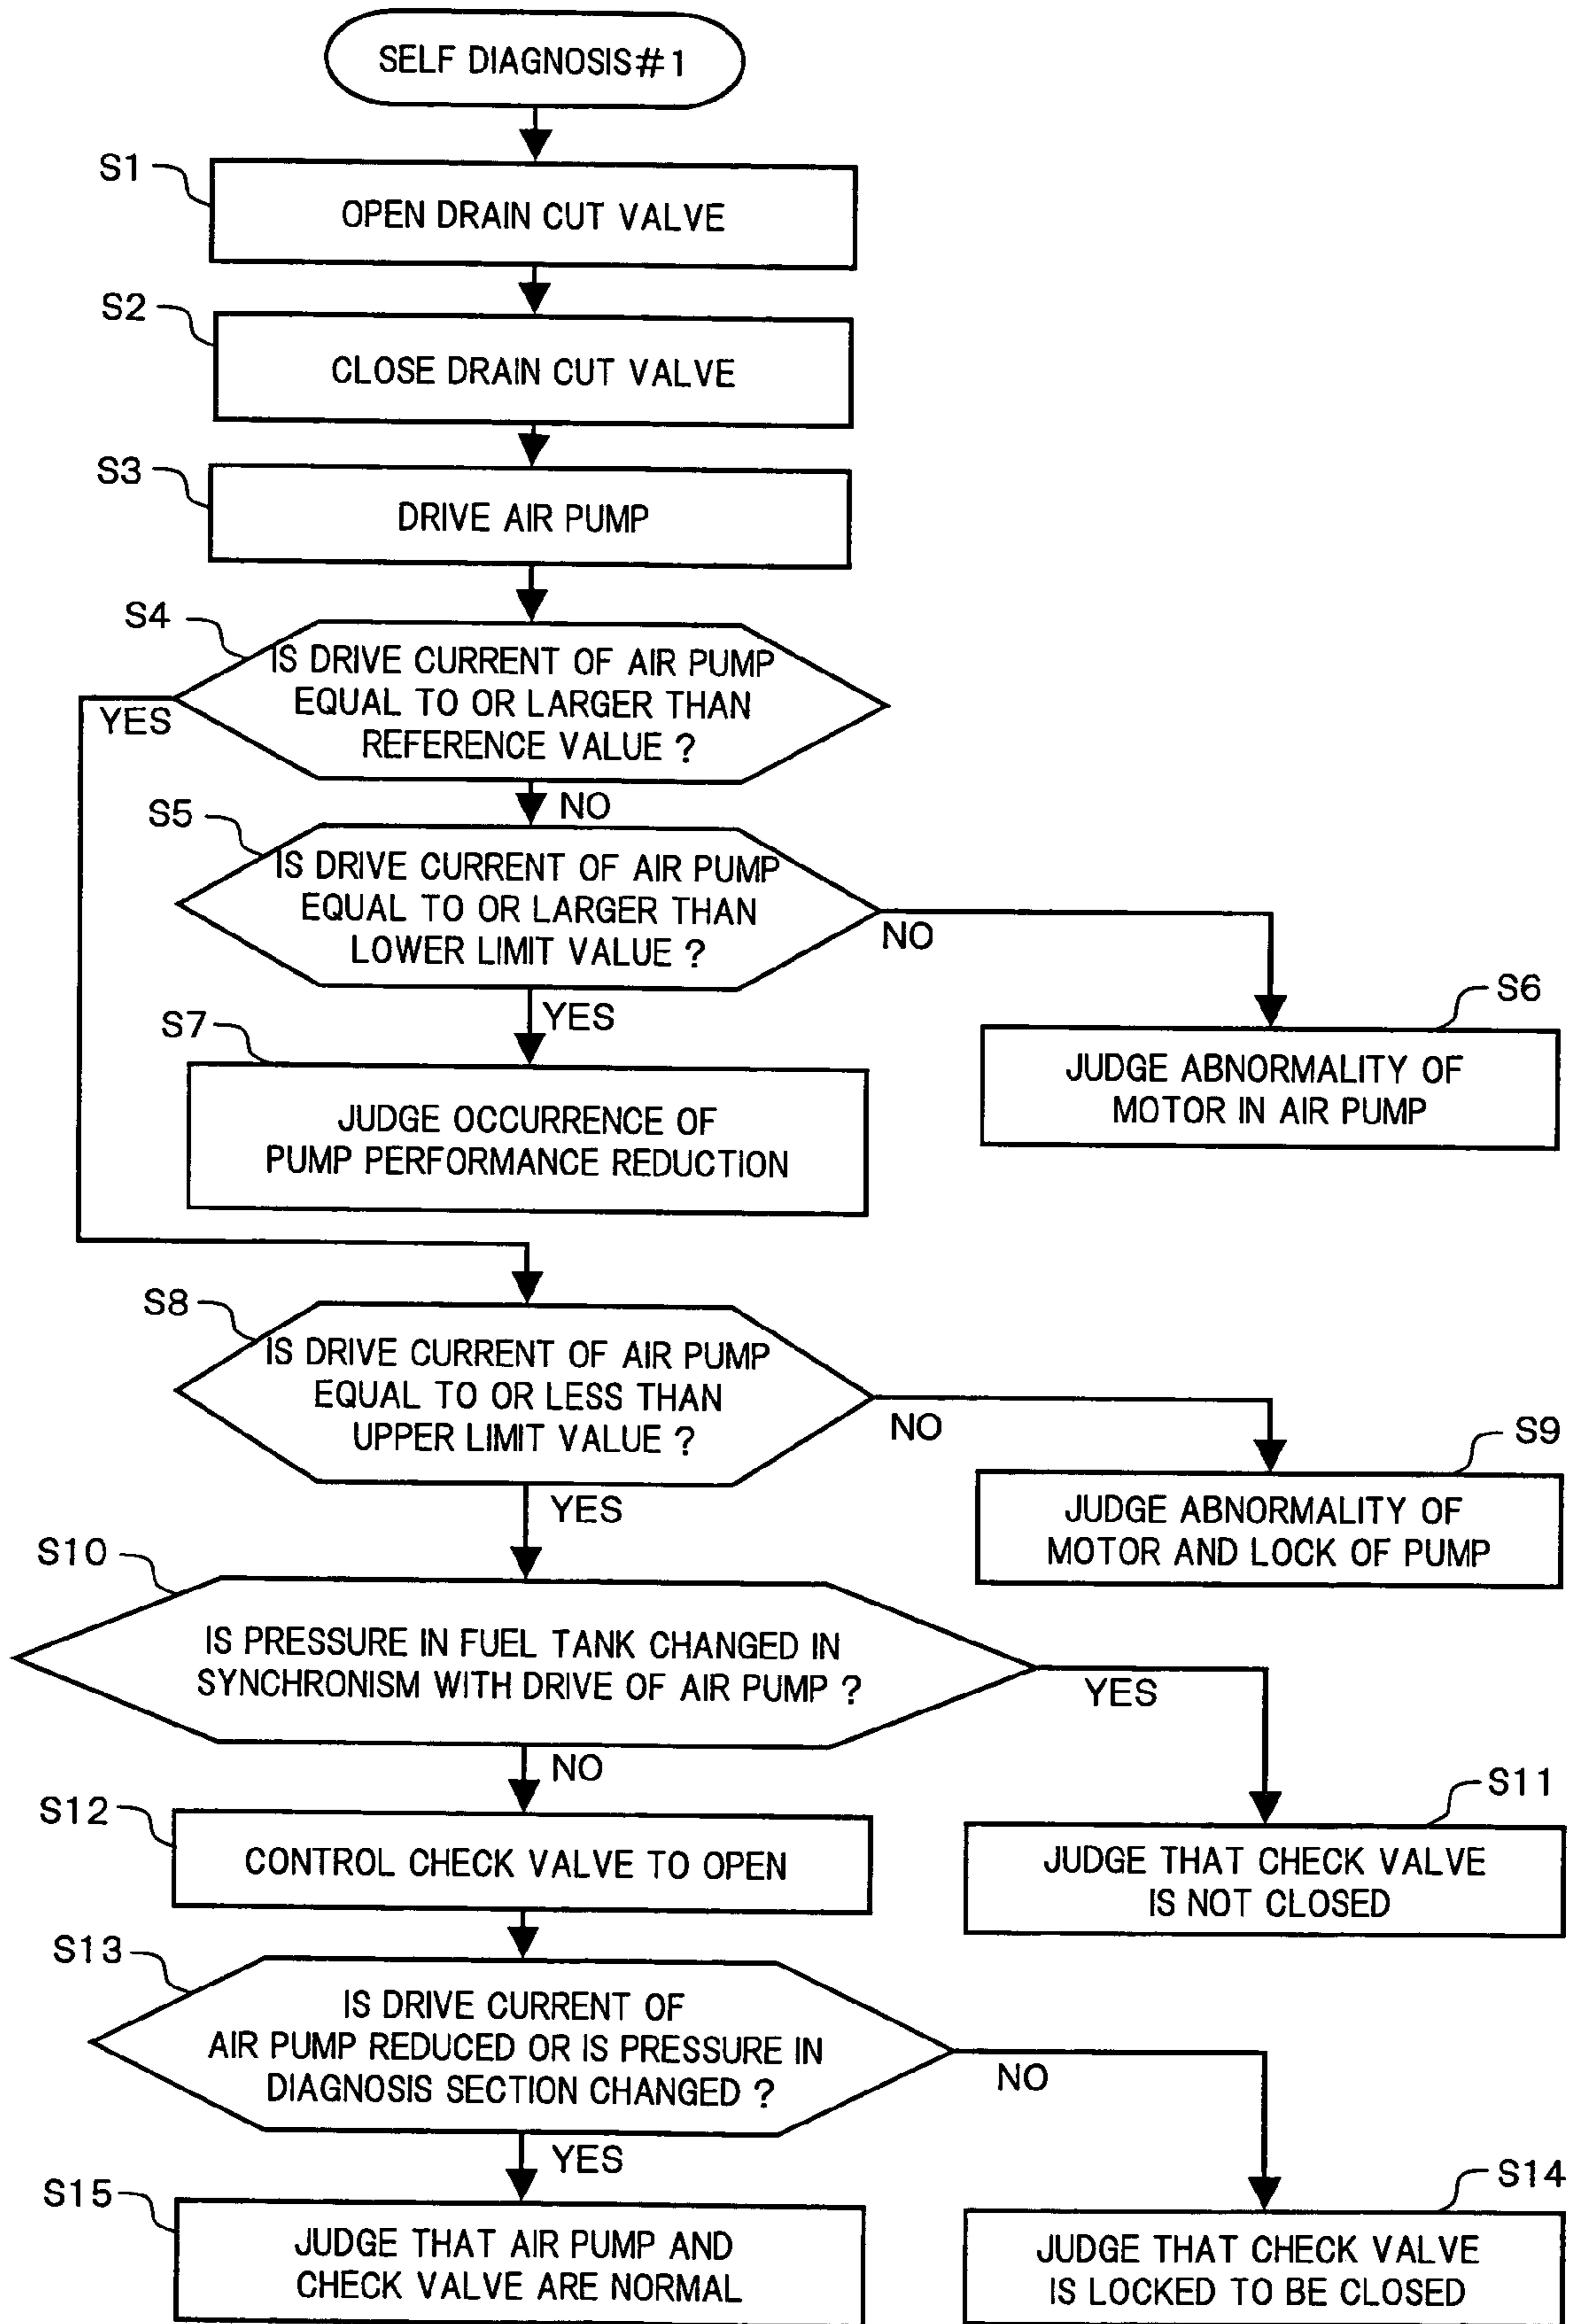 SELF DIAGNOSIS#1
S1
OPEN DRAIN CUT VALVE
S2
CLOSE DRAIN CUT VALVE
S3
DRIVE AIR PUMP
S4
IS DRIVE CURRENT OF AIR PUMP
EQUAL TO OR LARGER THAN
REFERENCE VALUE ?
YES
NO
S5
IS DRIVE CURRENT OF AIR PUMP
EQUAL TO OR LARGER THAN
LOWER LIMIT VALUE ?
NO
YES
S6
JUDGE ABNORMALITY OF
MOTOR IN AIR PUMP
S7
JUDGE OCCURRENCE OF
PUMP PERFORMANCE REDUCTION
S8
IS DRIVE CURRENT OF AIR PUMP
EQUAL TO OR LESS THAN
UPPER LIMIT VALUE ?
NO
YES
S9
JUDGE ABNORMALITY OF
MOTOR AND LOCK OF PUMP
S10
IS PRESSURE IN FUEL TANK CHANGED IN
SYNCHRONISM WITH DRIVE OF AIR PUMP ?
YES
NO
S11
JUDGE THAT CHECK VALVE
IS NOT CLOSED
S12
CONTROL CHECK VALVE TO OPEN
S13
IS DRIVE CURRENT OF
AIR PUMP REDUCED OR IS PRESSURE IN
DIAGNOSIS SECTION CHANGED ?
NO
YES
S14
JUDGE THAT CHECK VALVE
IS LOCKED TO BE CLOSED
S15
JUDGE THAT AIR PUMP AND
CHECK VALVE ARE NORMAL